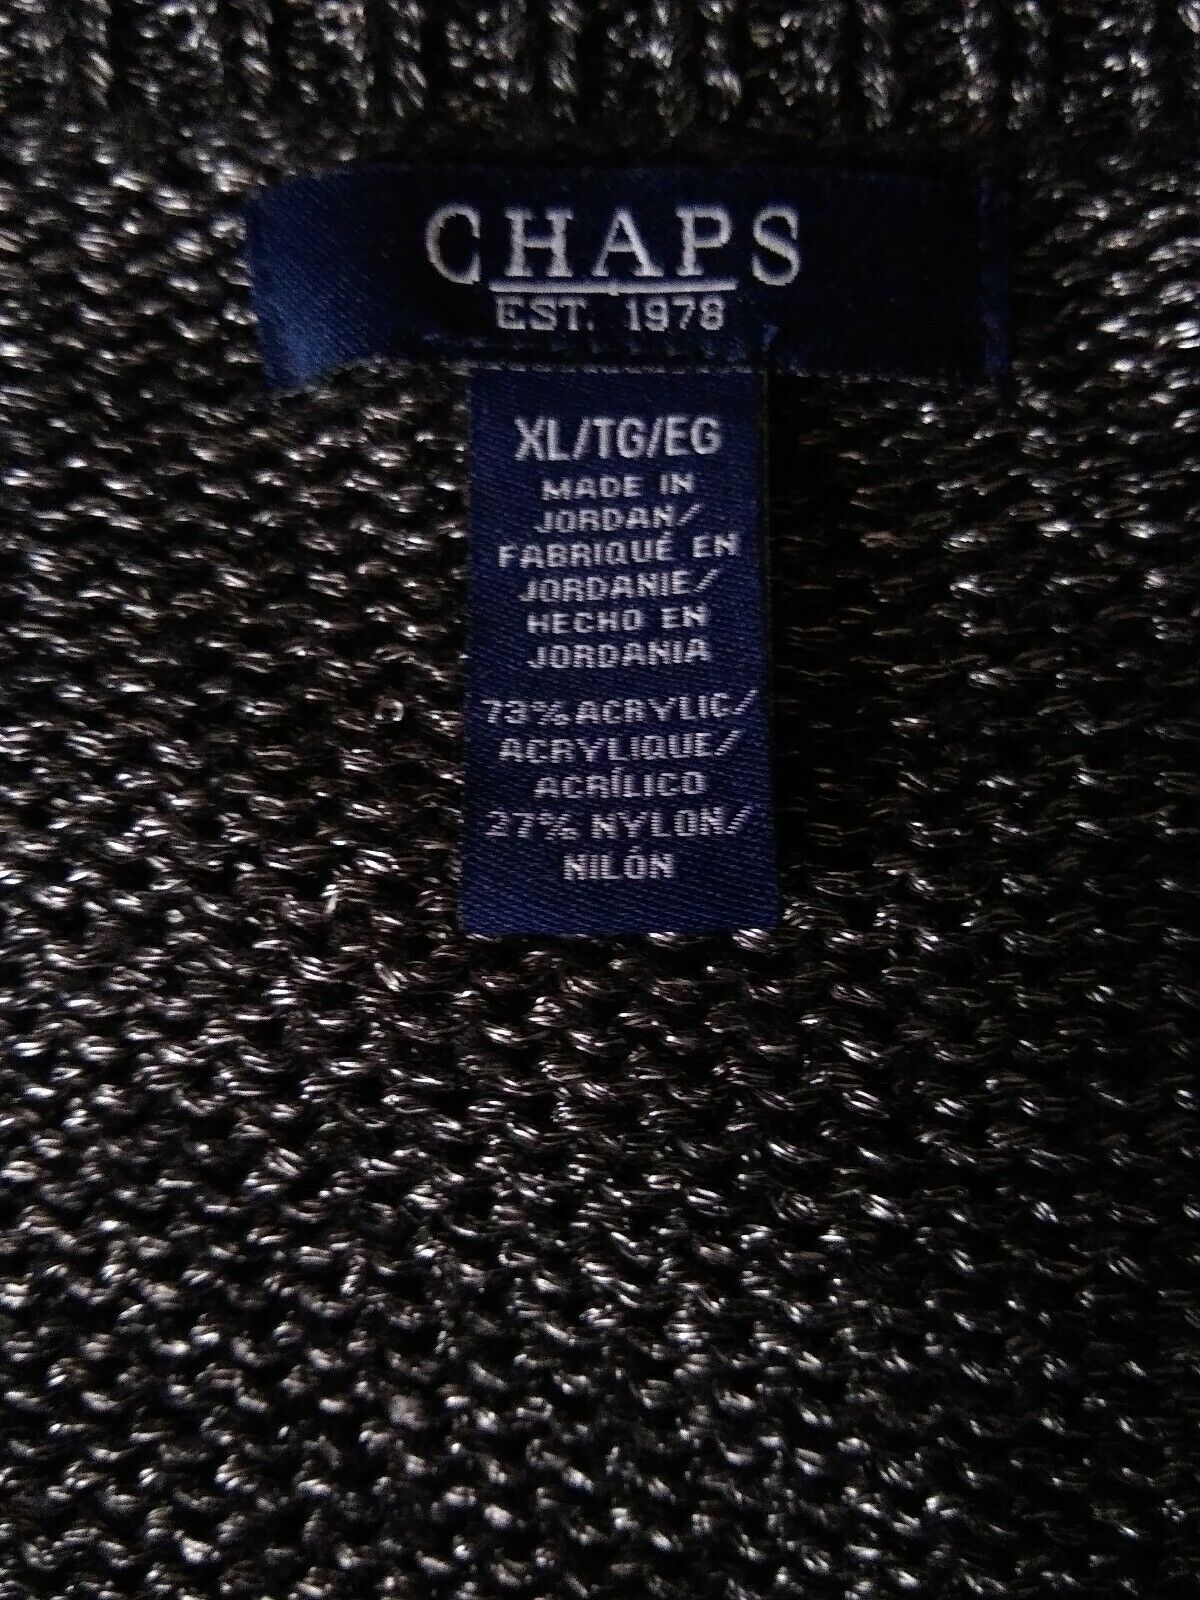 CHAPS
EST. 1978
XL/TG/EG
MADE IN
JORDAN/
FABRIQUÉ EN
JORDANIE/
HECHO EN
JORDANIA
73% ACRYLIC/
ACRYLIQUE/
ACRÍLICO
27% NYLON/
NILÓN